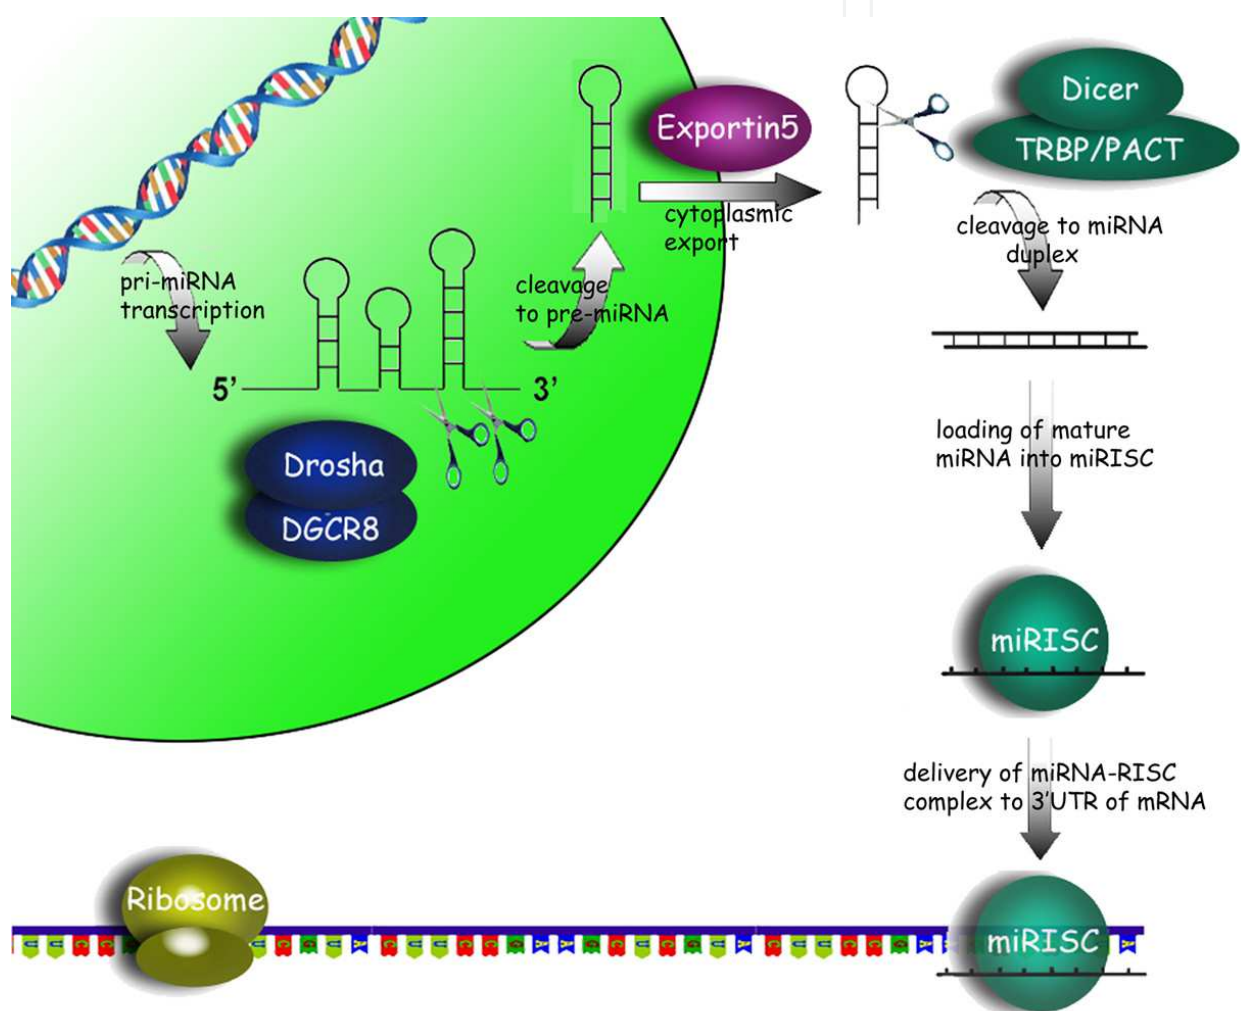 Exportin5
Dicer
TRBP/PACT
cytoplasmic
export
cleavage to miRNA
duplex
pri-miRNA
transcription
cleavage
to pre-miRNA
5’
3’
Drosha
DGCR8
loading of mature
miRNA into miRISC
miRISC
delivery of miRNA-RISC
complex to 3'UTR of mRNA
Ribosome
miRISC